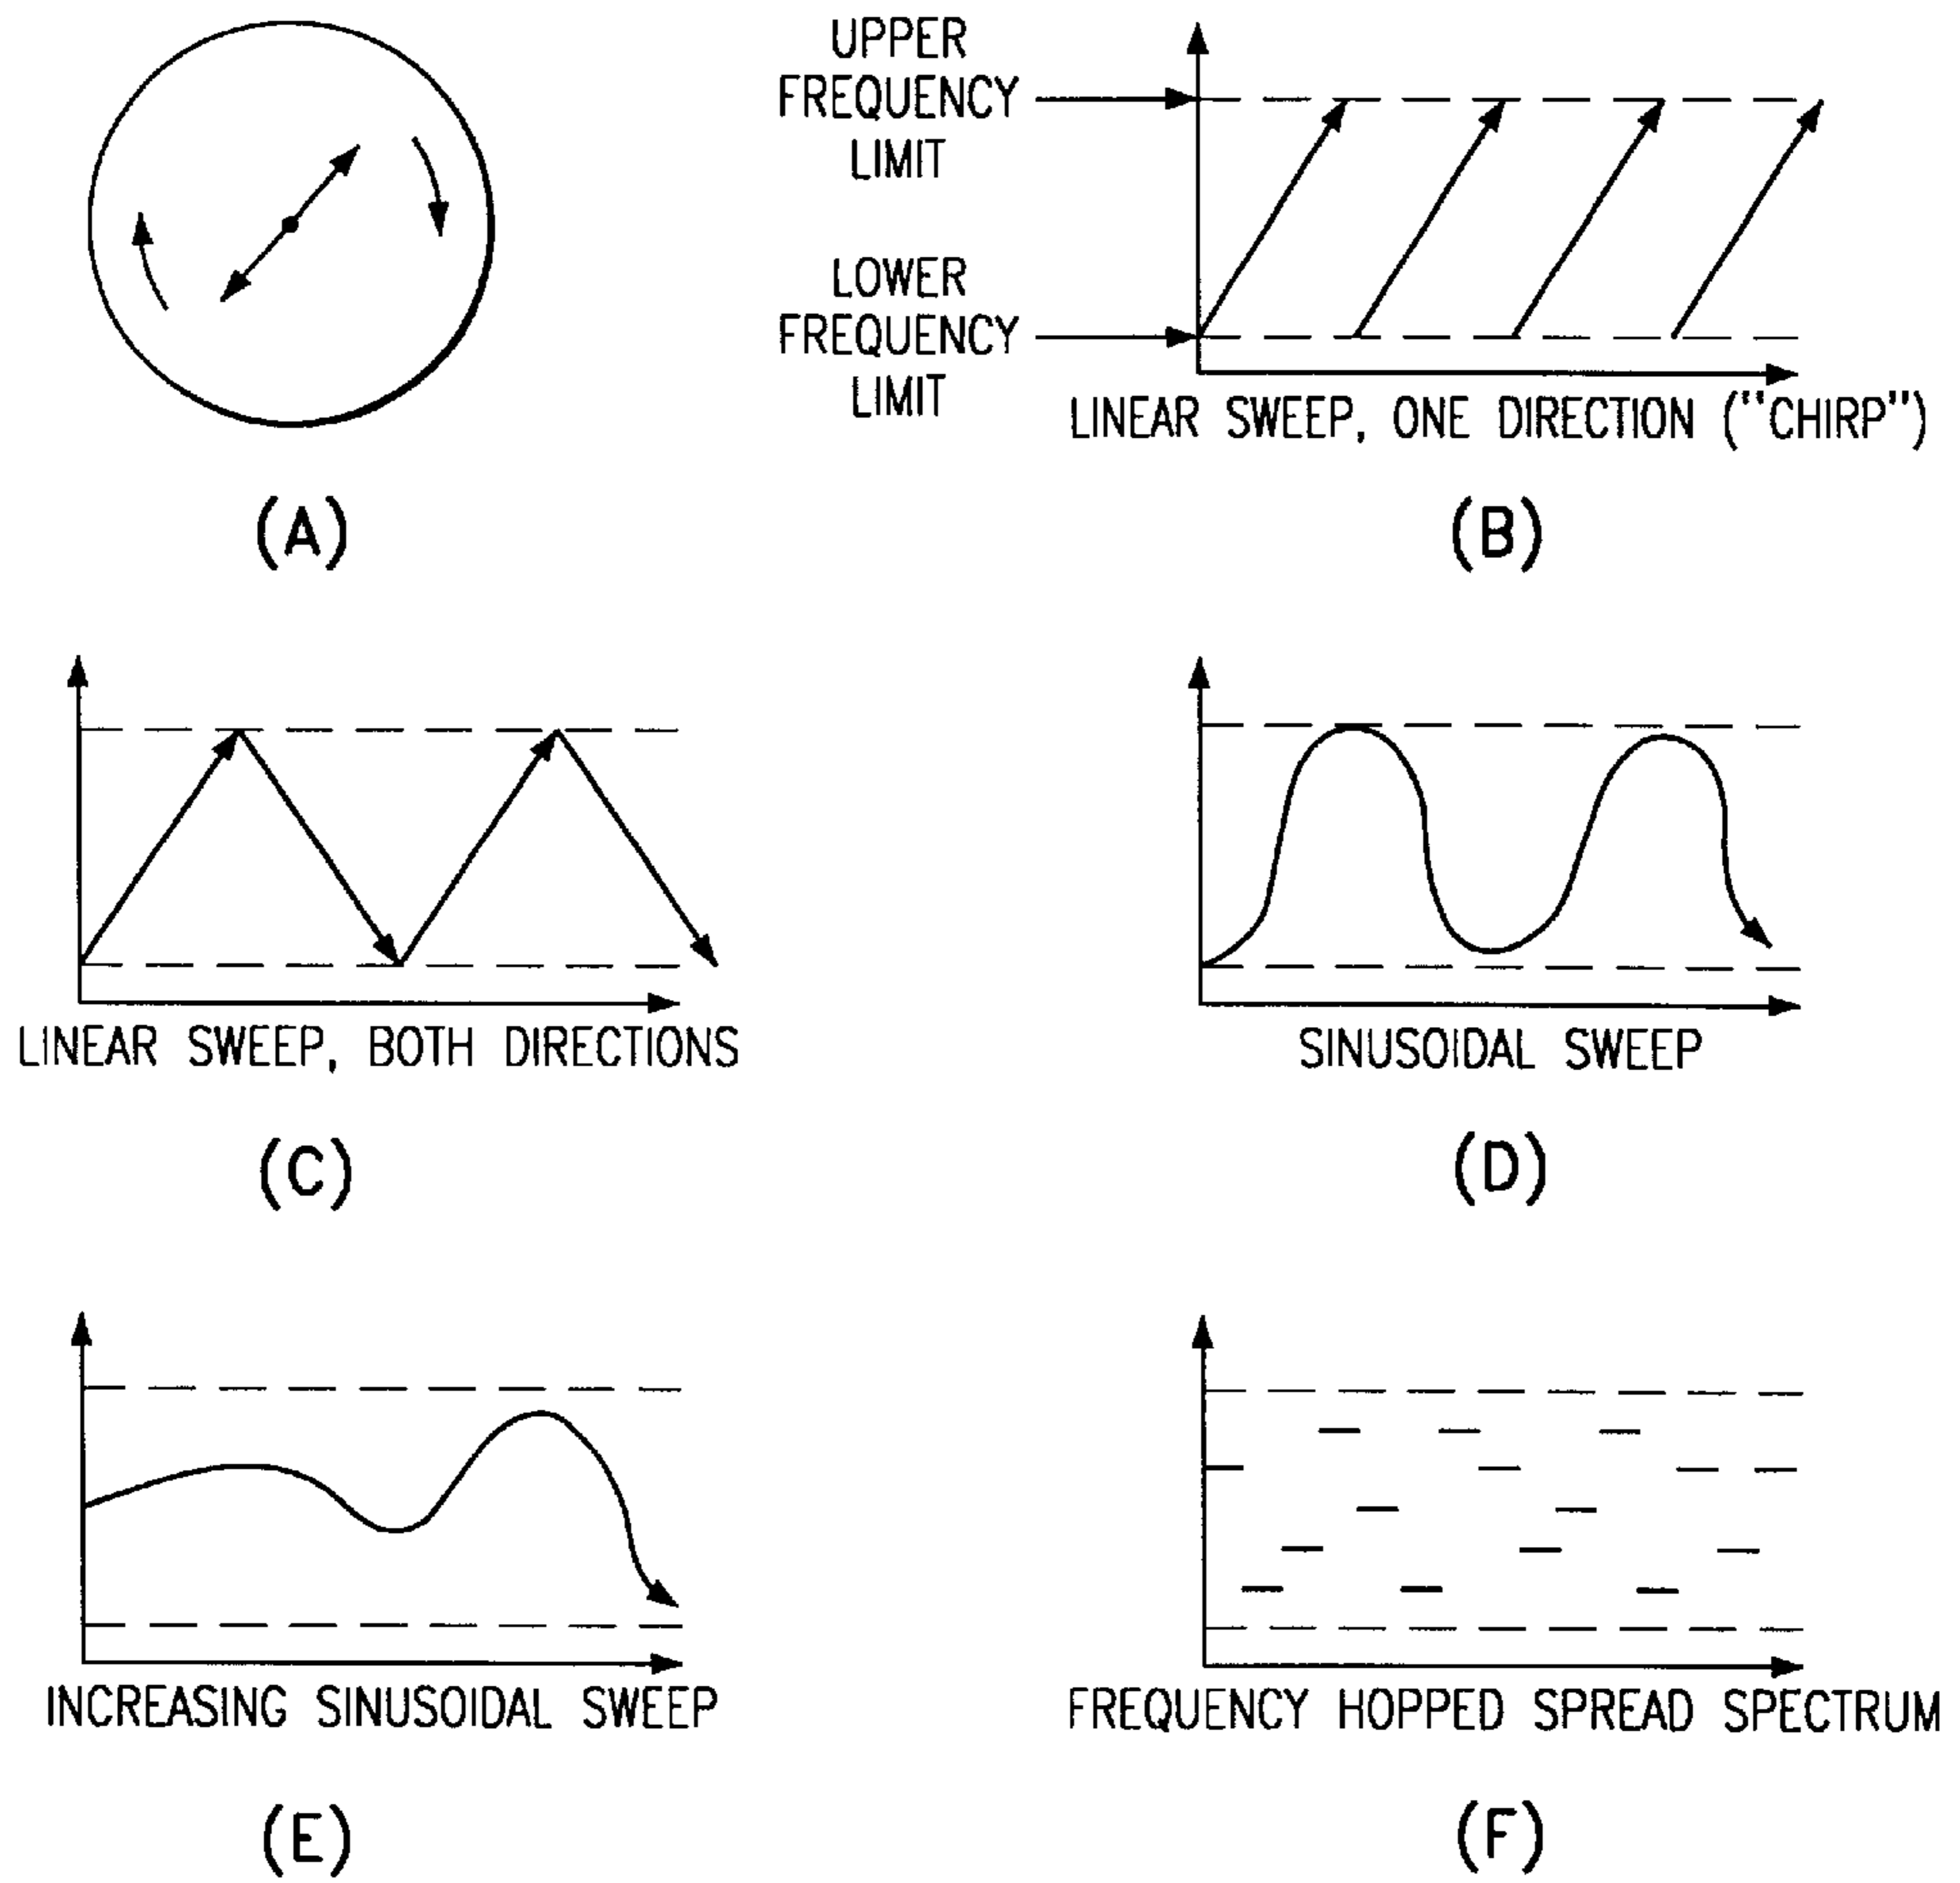 UPPER
FREQUENCY
LIMIT
LOWER
FREQUENCY
LIMIT
LINEAR SWEEP, ONE DIRECTION (""CHIRP")
(A)
(B)
LINEAR SWEEP, BOTH DIRECTIONS
SINUSOIDAL SWEEP
(C)
(D)
INCREASING SINUSOIDAL SWEEP
FREQUENCY HOPPED SPREAD SPECTRUM
(E)
(F)